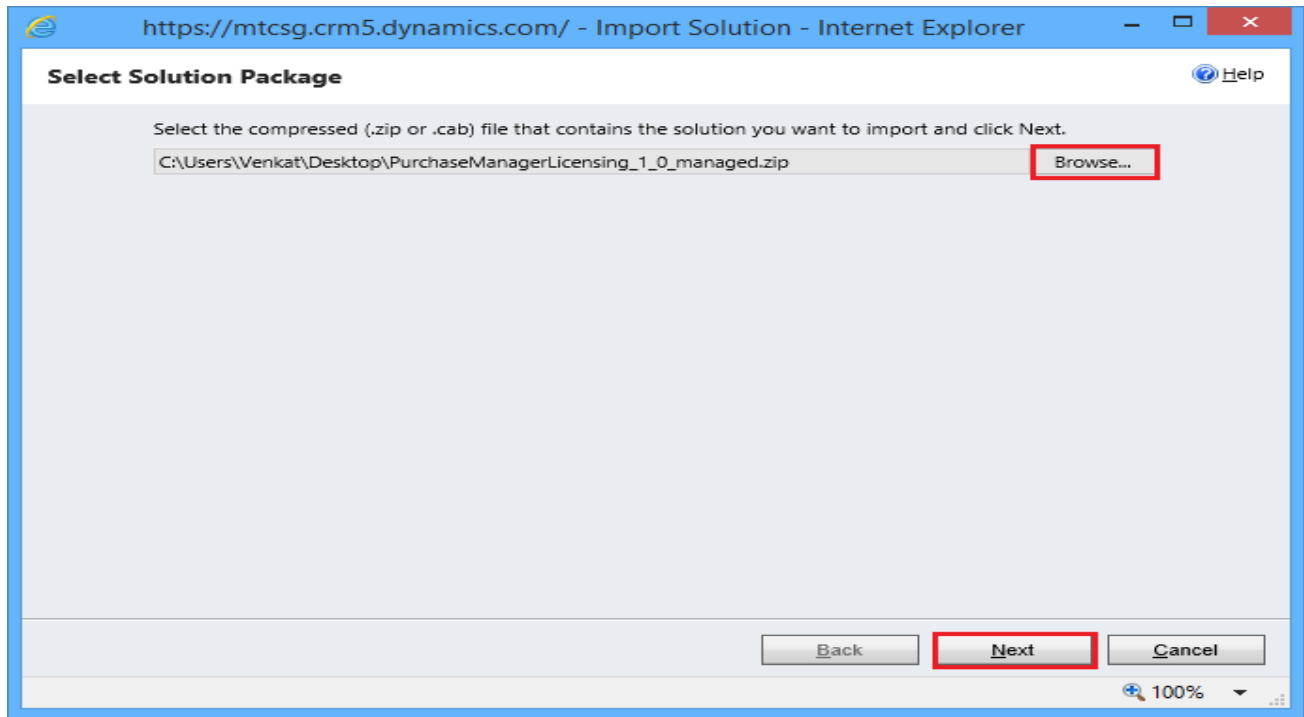 https://mtcsg.crm5.dynamics.com/ - Import Solution - Internet Explorer
Select Solution Package
Help
Select the compressed (.zip or .cab) file that contains the solution you want to import and click Next.
C:\Users\Venkat\Desktop\PurchaseManagerLicensing_1_0_managed.zip Browse...
Back Next Cancel
100%